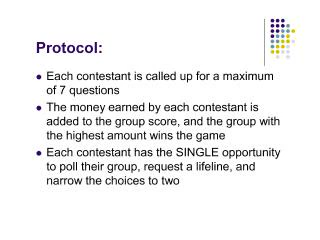 Protocol:
● Each contestant is called up for a maximum
of 7 questions
● The money earned by each contestant is
added to the group score, and the group with
the highest amount wins the game
● Each contestant has the SINGLE opportunity
to poll their group, request a lifeline, and
narrow the choices to two